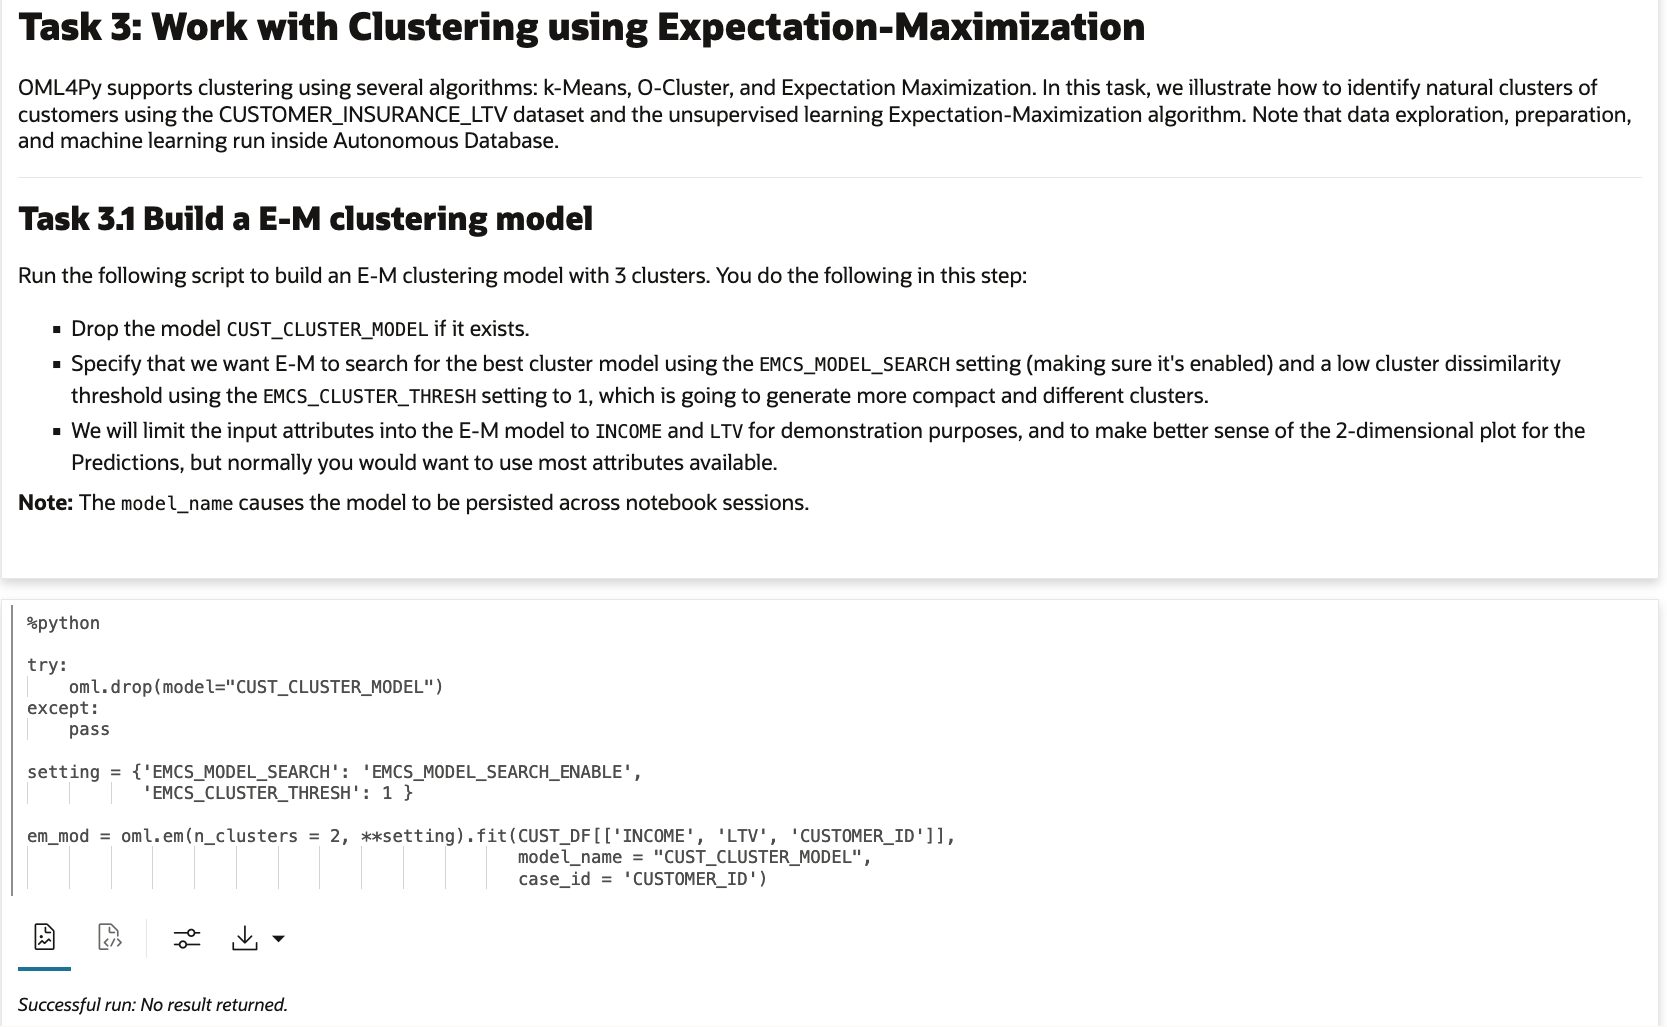 Task 3: Work with Clustering using Expectation-Maximization
OML4Py supports clustering using several algorithms: k-Means, O-Cluster, and Expectation Maximization. In this task, we illustrate how to identify natural clusters of
customers using the CUSTOMER_INSURANCE_LTV dataset and the unsupervised learning Expectation-Maximization algorithm. Note that data exploration, preparation,
and machine learning run inside Autonomous Database.
Task 3.1 Build a E-M clustering model
Run the following script to build an E-M clustering model with 3 clusters. You do the following in this step:
▪ Drop the model CUST_CLUSTER_MODEL if it exists.
▪ Specify that we want E-M to search for the best cluster model using the EMCS_MODEL_SEARCH setting (making sure it's enabled) and a low cluster dissimilarity
threshold using the EMCS_CLUSTER_THRESH setting to 1, which is going to generate more compact and different clusters.
▪ We will limit the input attributes into the E-M model to INCOME and LTV for demonstration purposes, and to make better sense of the 2-dimensional plot for the
Predictions, but normally you would want to use most attributes available.
Note: The model_name causes the model to be persisted across notebook sessions.
%python
try:
    oml.drop(model="CUST_CLUSTER_MODEL")
except:
    pass
setting = {'EMCS_MODEL_SEARCH': 'EMCS_MODEL_SEARCH_ENABLE',
           'EMCS_CLUSTER_THRESH': 1 }
em_mod = oml.em(n_clusters = 2, **setting).fit(CUST_DF[['INCOME', 'LTV', 'CUSTOMER_ID']],
                                               model_name = "CUST_CLUSTER_MODEL",
                                               case_id = 'CUSTOMER_ID')
Successful run: No result returned.